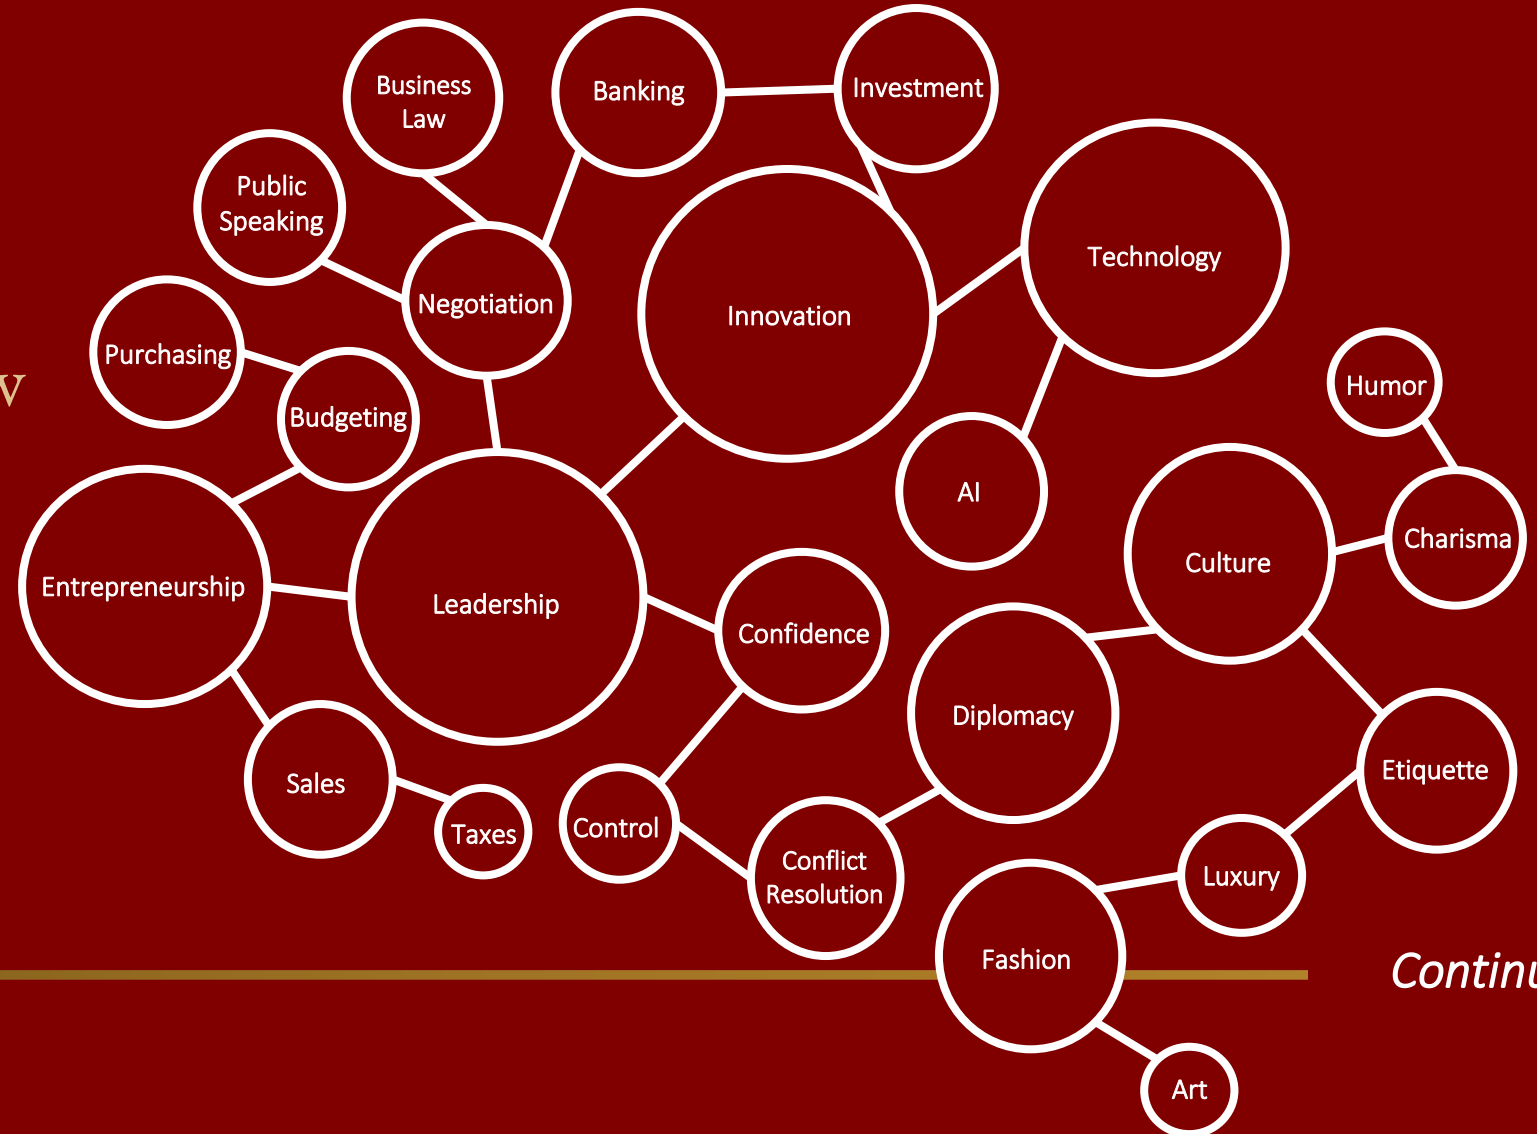 Business
Law
Banking
Investment
Public
Speaking
Technology
Negotiation
Innovation
Purchasing
Humor
Budgeting
AI
Charisma
Culture
Entrepreneurship
Leadership
Confidence
Diplomacy
Etiquette
Sales
Taxes
Control
Conflict
Resolution
Luxury
Fashion
Art